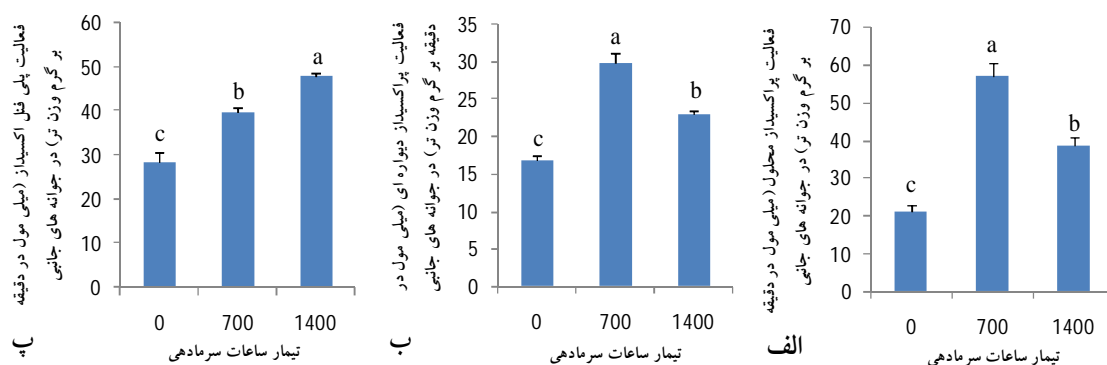 فعالیت پراکسیداز محلول (میلی مول در دقیقه
بر گرم وزن تر) در جوانه های جانبی
70
60
50
40
30
20
10
0
a
b
c
0 700 1400
تیمار ساعات سرمادهی
الف
فعالیت پراکسیداز دیواره ای (میلی مول در
دقیقه بر گرم وزن تر) در جوانه های جانبی
35
30
25
20
15
10
5
0
a
b
c
0 700 1400
تیمار ساعات سرمادهی
ب
فعالیت پلی فنل اکسیداز (میلی مول در دقیقه
بر گرم وزن تر) در جوانه های جانبی
60
50
40
30
20
10
0
a
b
c
0 700 1400
تیمار ساعات سرمادهی
پ